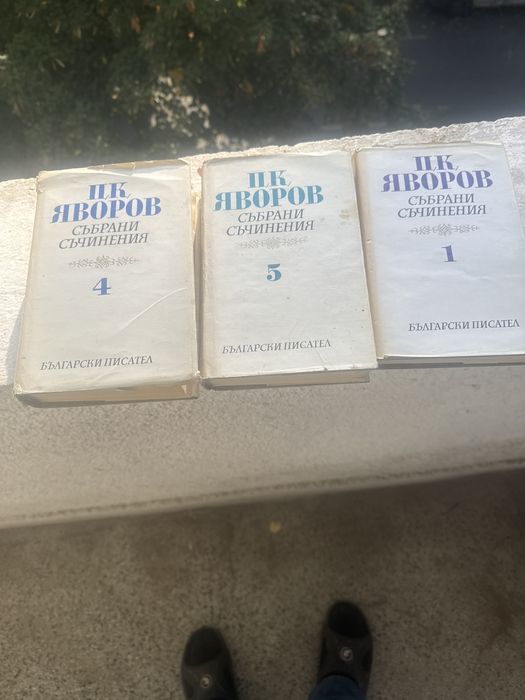 П.К.
ЯВОРОВ
СЪБРАНИ
СЪЧИНЕНИЯ
4
БЪЛГАРСКИ ПИСАТЕЛ
П.К.
ЯВОРОВ
СЪБРАНИ
СЪЧИНЕНИЯ
5
БЪЛГАРСКИ ПИСАТЕЛ
П.К.
ЯВОРОВ
СЪБРАНИ
СЪЧИНЕНИЯ
1
БЪЛГАРСКИ ПИСАТЕЛ